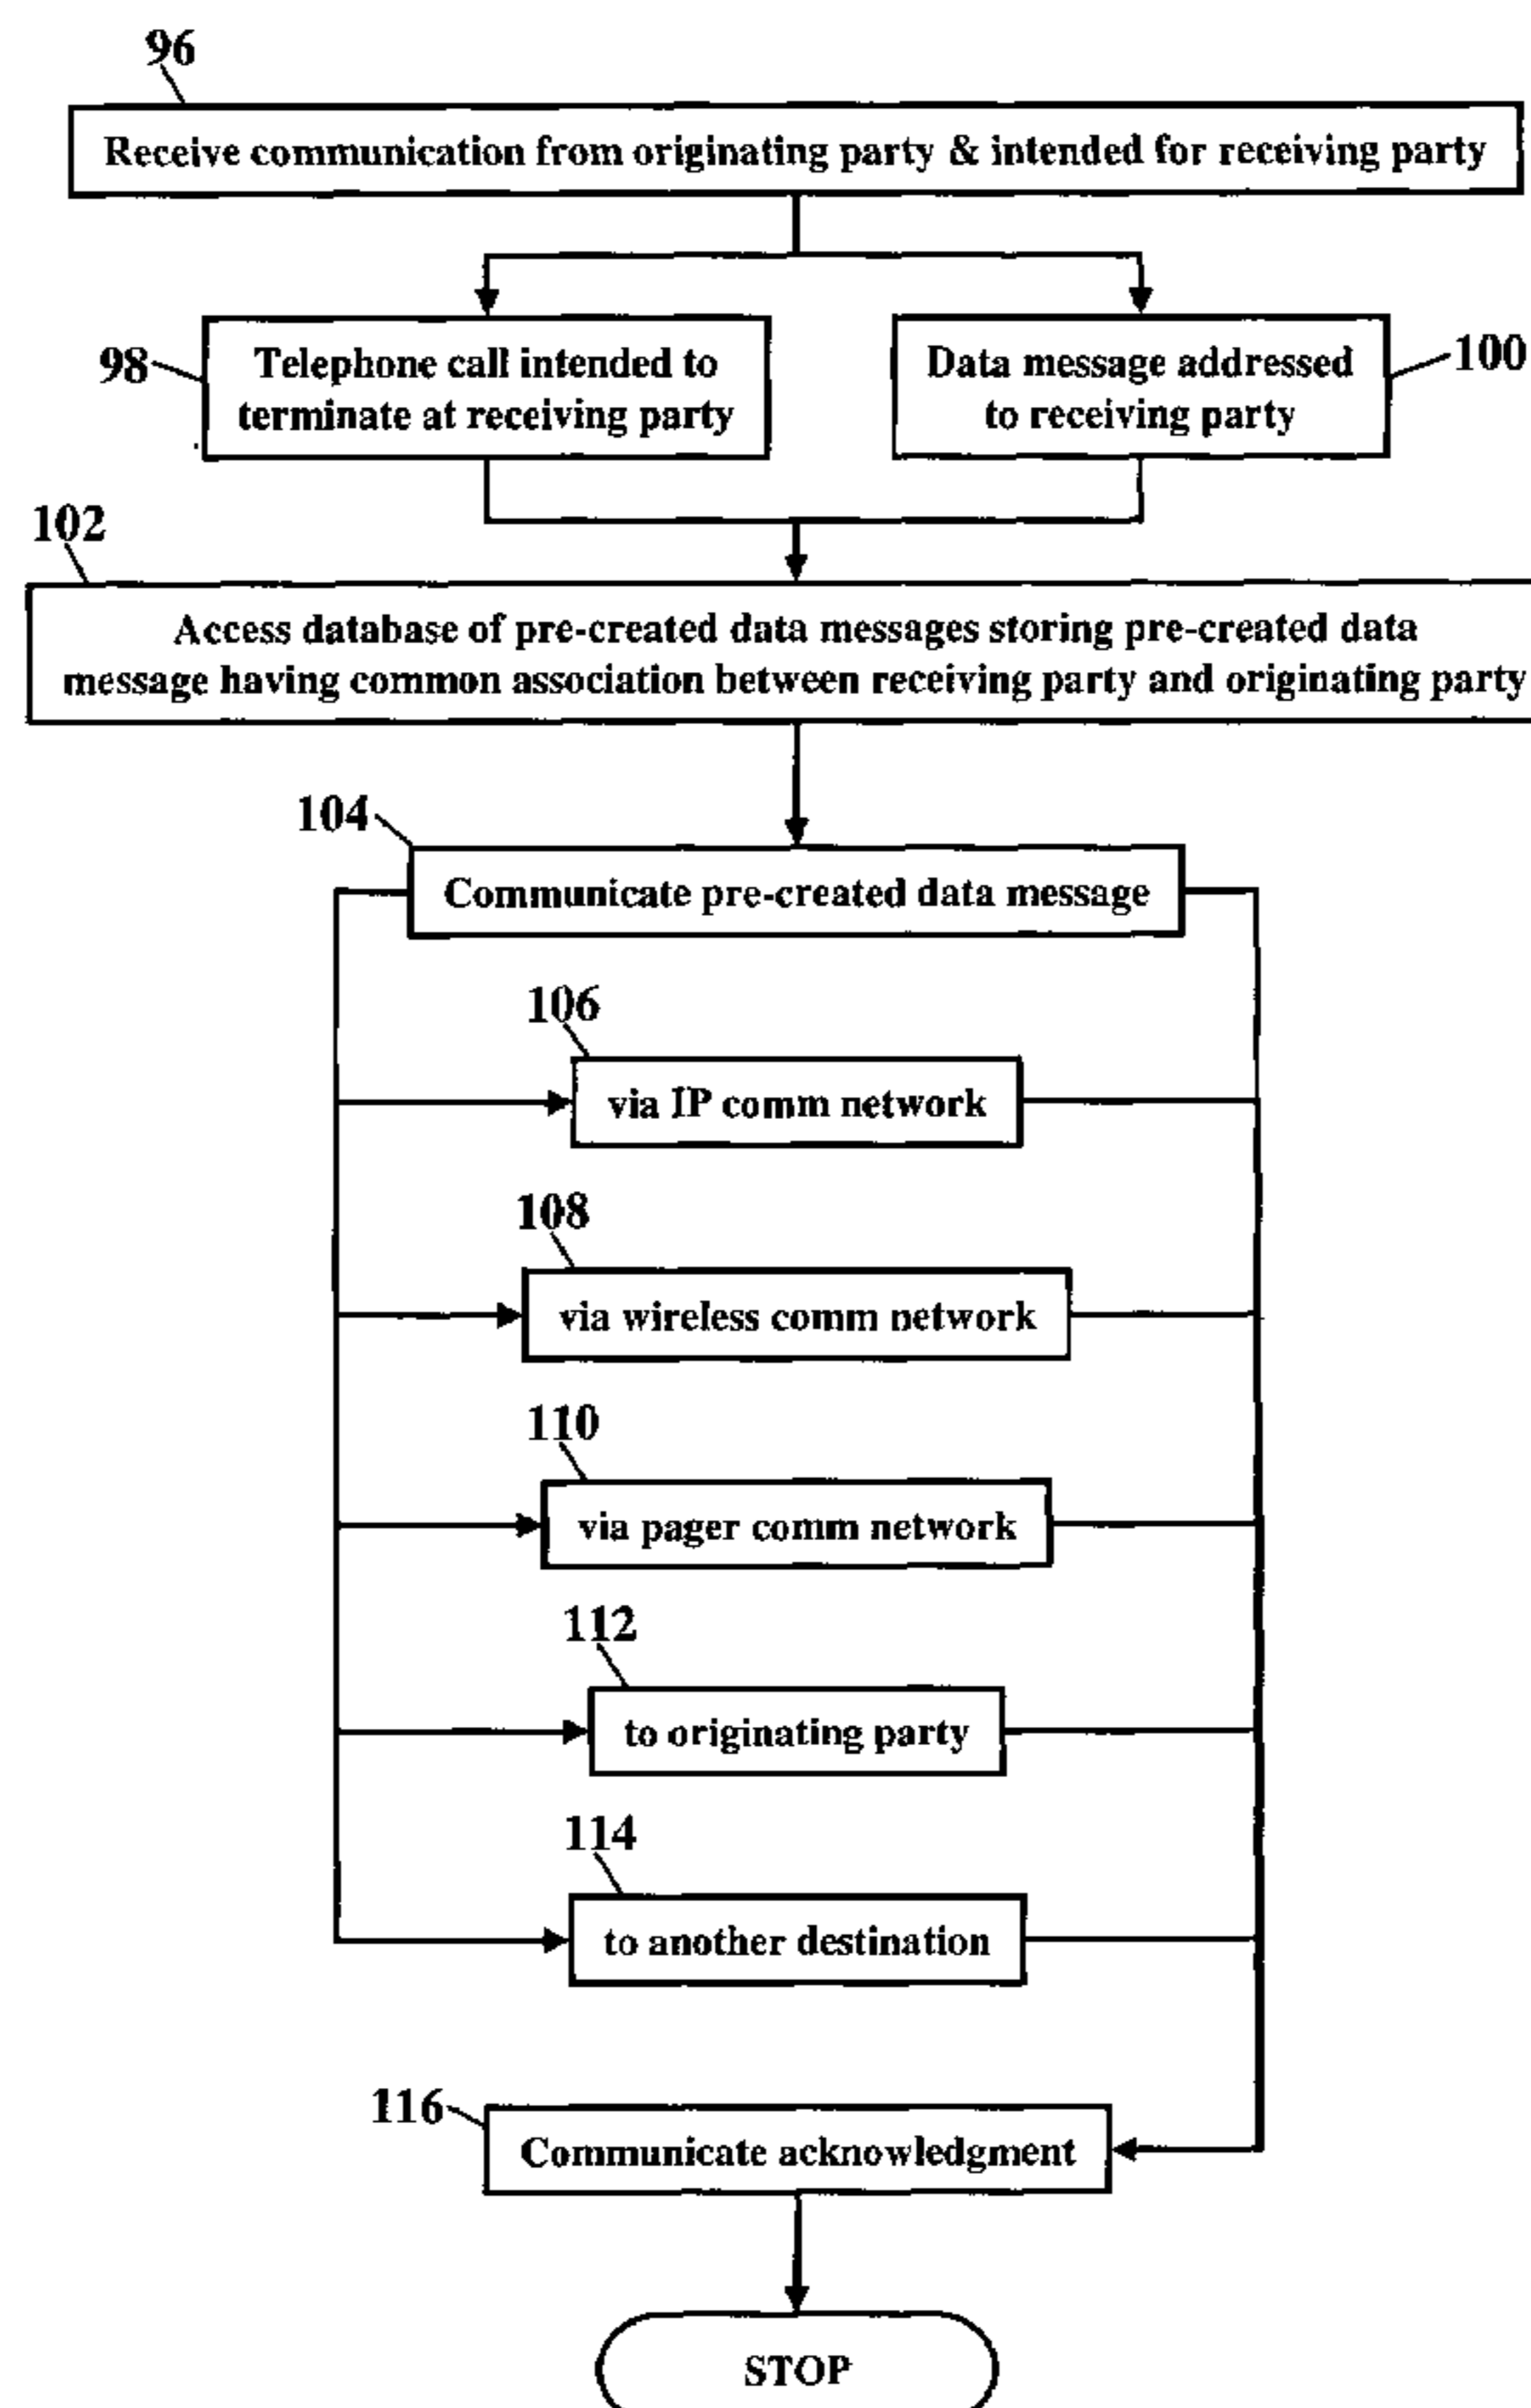 96
Receive communication from originating party & intended for receiving party
98
Telephone call intended to
terminate at receiving party
Data message addressed
to receiving party
100
102
Access database of pre-created data messages storing pre-created data
message having common association between receiving party and originating party
104
Communicate pre-created data message
106
via IP comm network
108
via wireless comm network
110
via pager comm network
112
to originating party
114
to another destination
116
Communicate acknowledgment
STOP